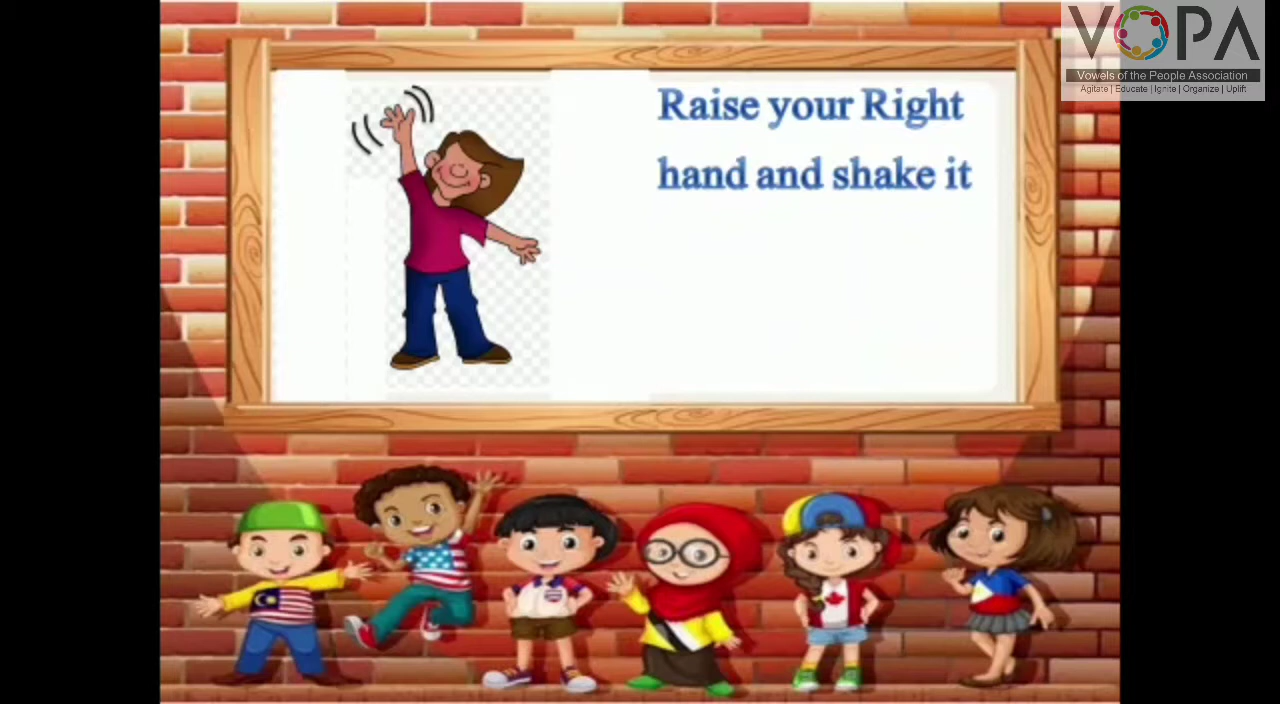 VOPA
Vowels of the People Association
Agitate | Educate | Ignite | Organize | Uplift
Raise your Right
hand and shake it